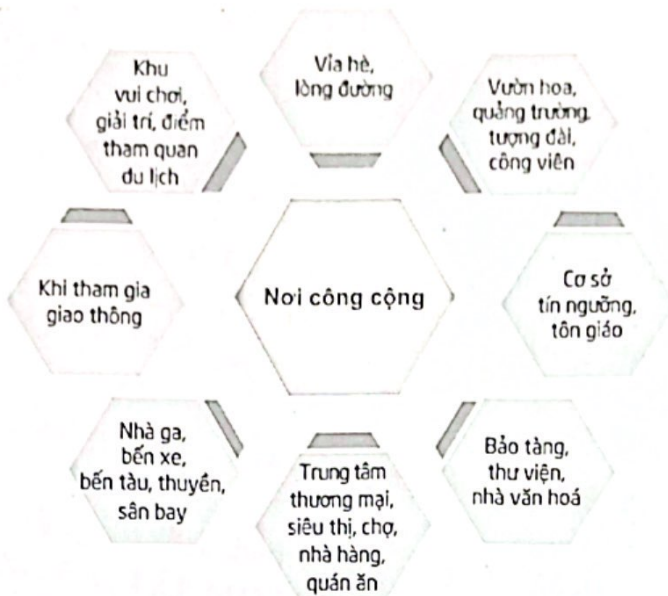 Vỉa hè,
lòng đường
Khu
vui chơi,
giải trí, điểm
tham quan
du lịch
Vườn hoa,
quảng trường,
tượng đài,
công viên
Khi tham gia
giao thông
Nơi công cộng
Cơ sở
tín ngưỡng,
tôn giáo
Nhà ga,
bến xe,
bến tàu, thuyền,
sân bay
Trung tâm
thương mại,
siêu thị, chợ,
nhà hàng,
quán ăn
Bảo tàng,
thư viện,
nhà văn hoá